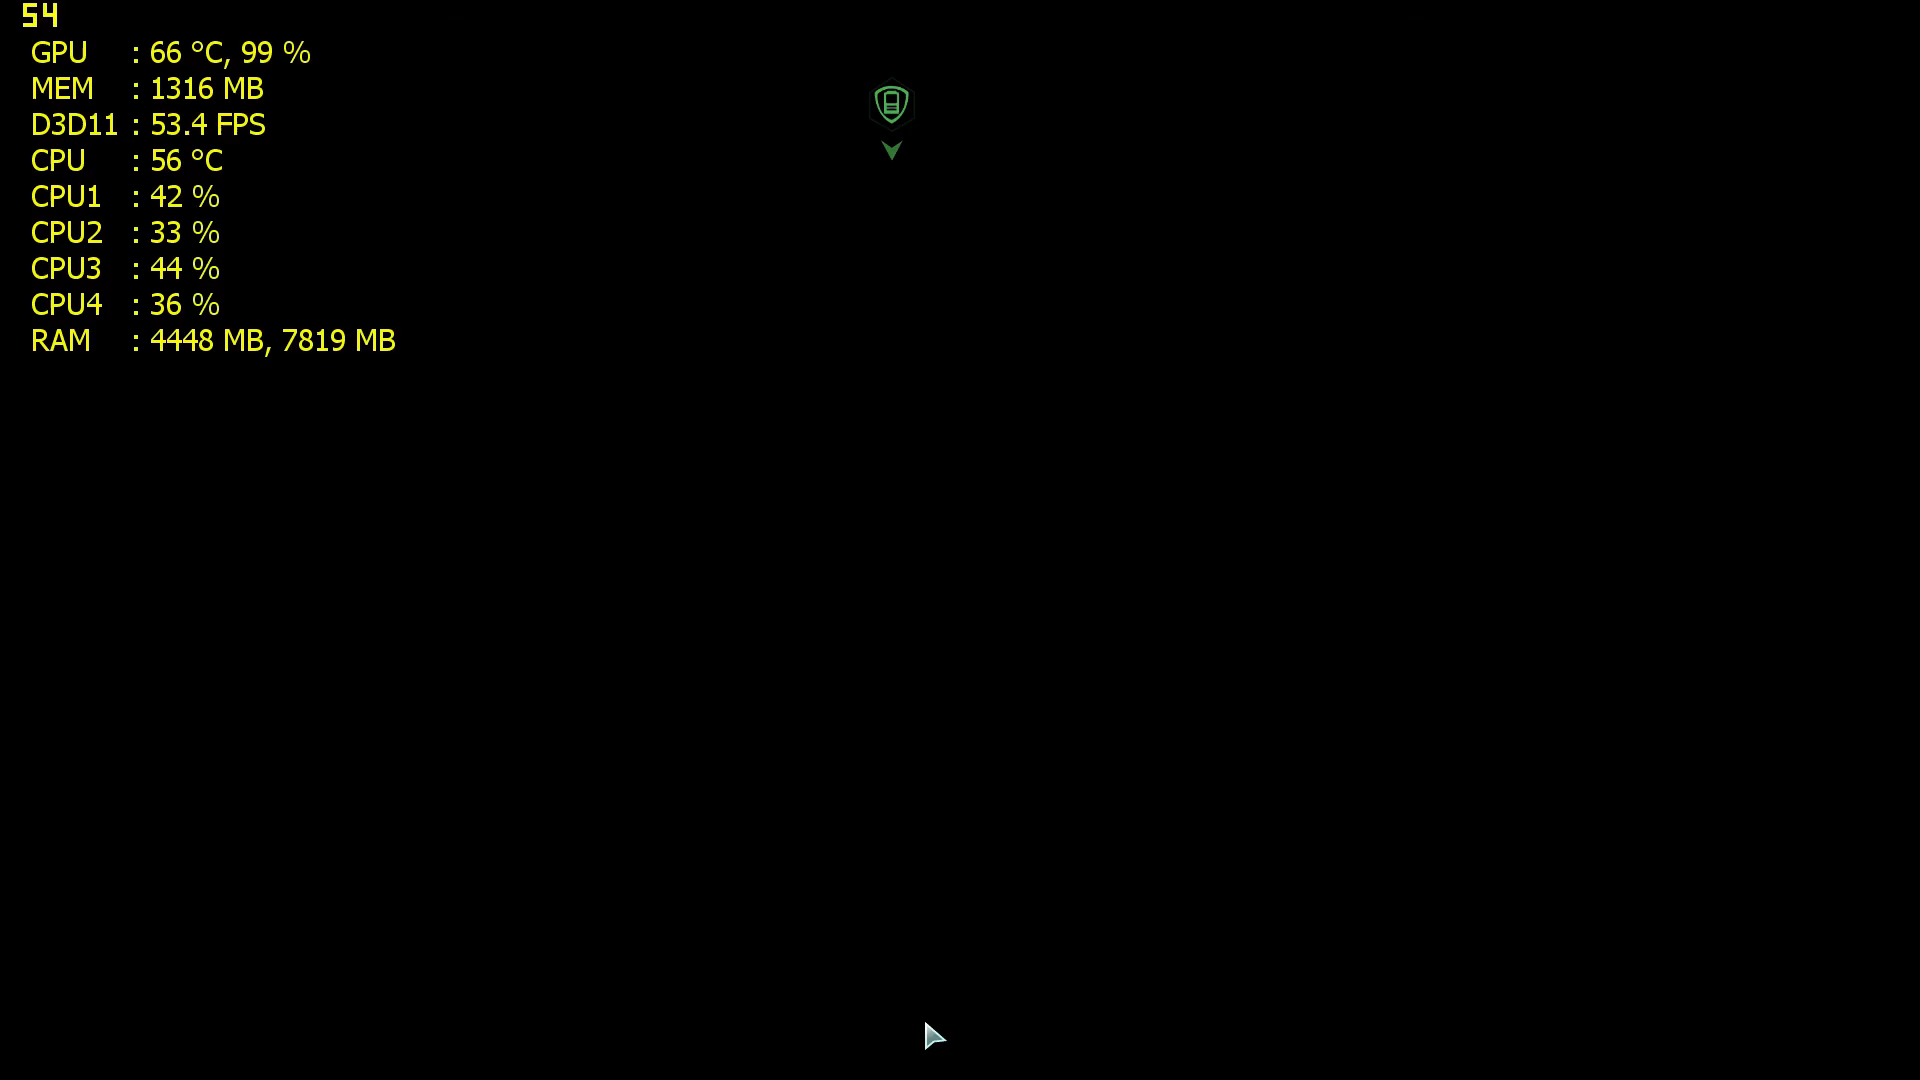 54
GPU : 66 °C, 99 %
MEM : 1316 MB
D3D11 : 53.4 FPS
CPU : 56 °C
CPU1 : 42 %
CPU2 : 33 %
CPU3 : 44 %
CPU4 : 36 %
RAM : 4448 MB, 7819 MB